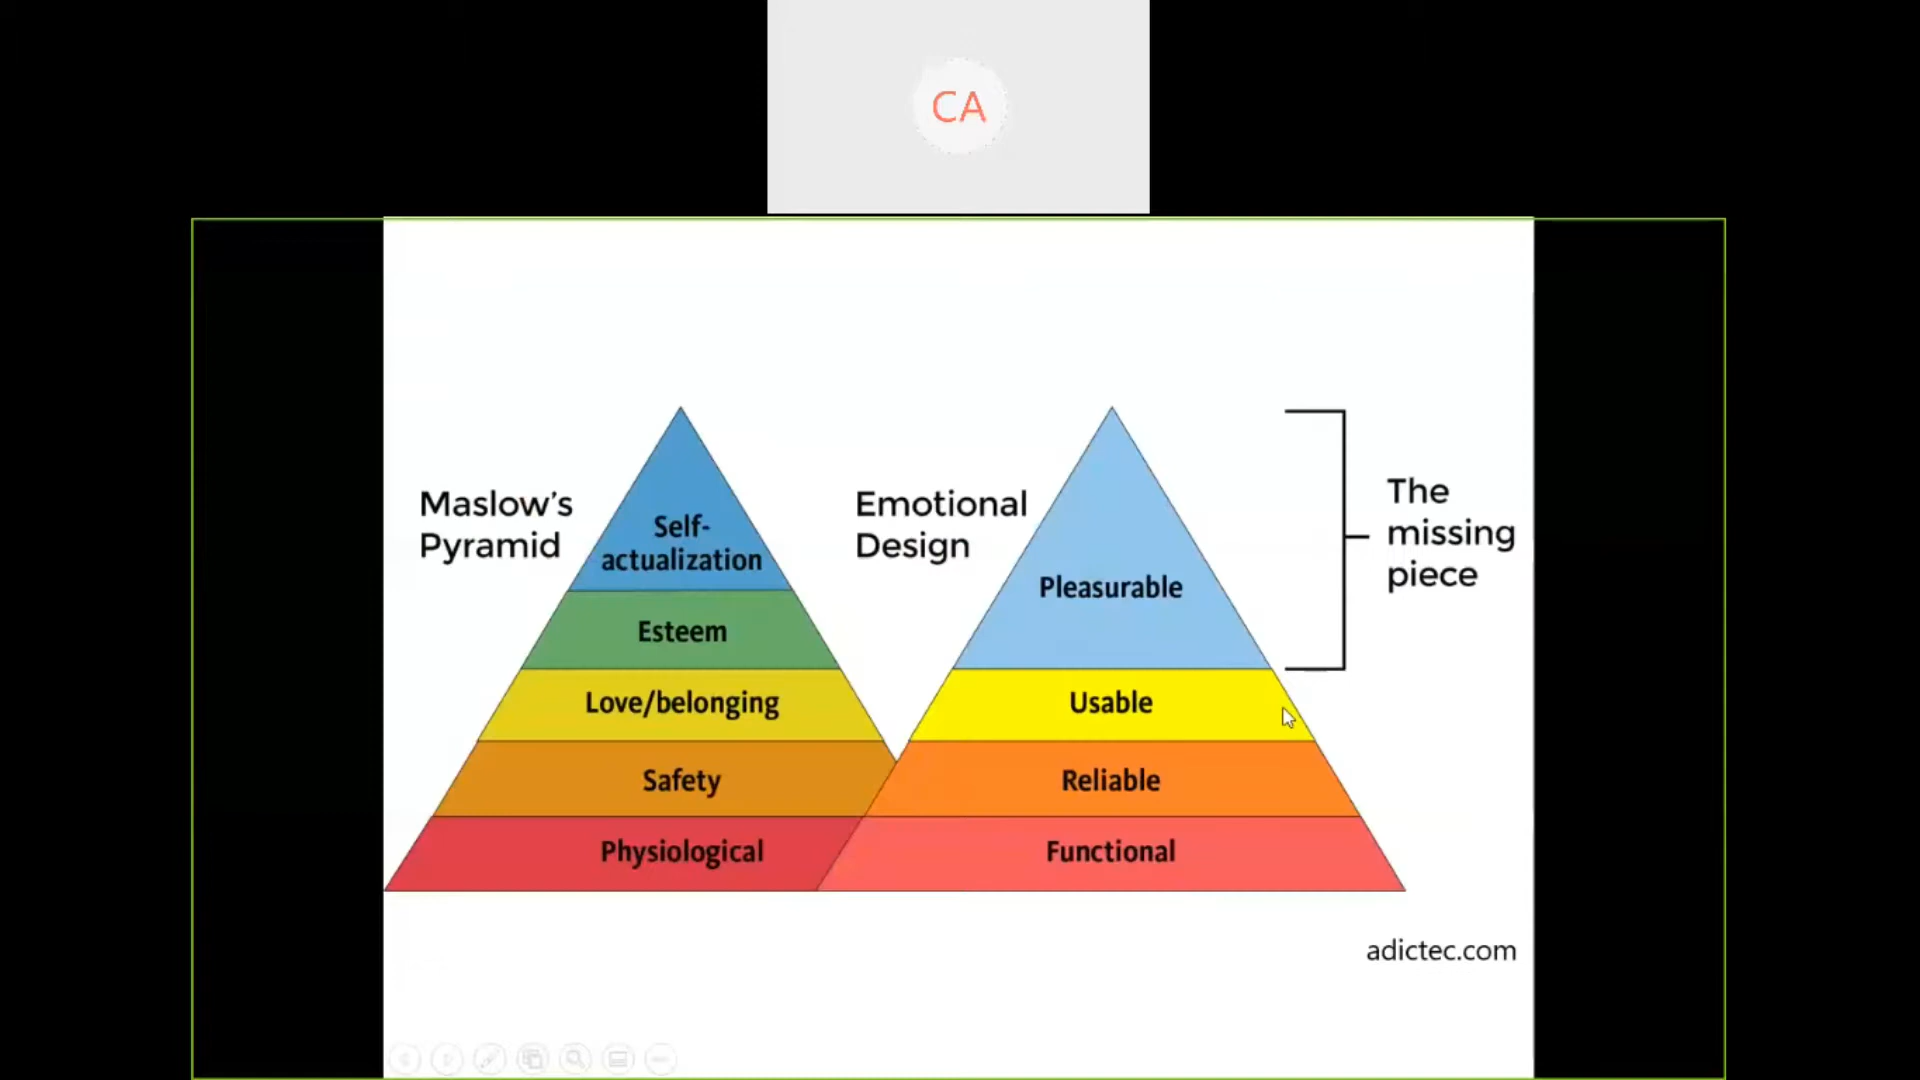 CA
Maslow's
Pyramid
Self-
actualization
Esteem
Love/belonging
Safety
Physiological
Emotional
Design
Pleasurable
Usable
Reliable
Functional
The
missing
piece
adictec.com